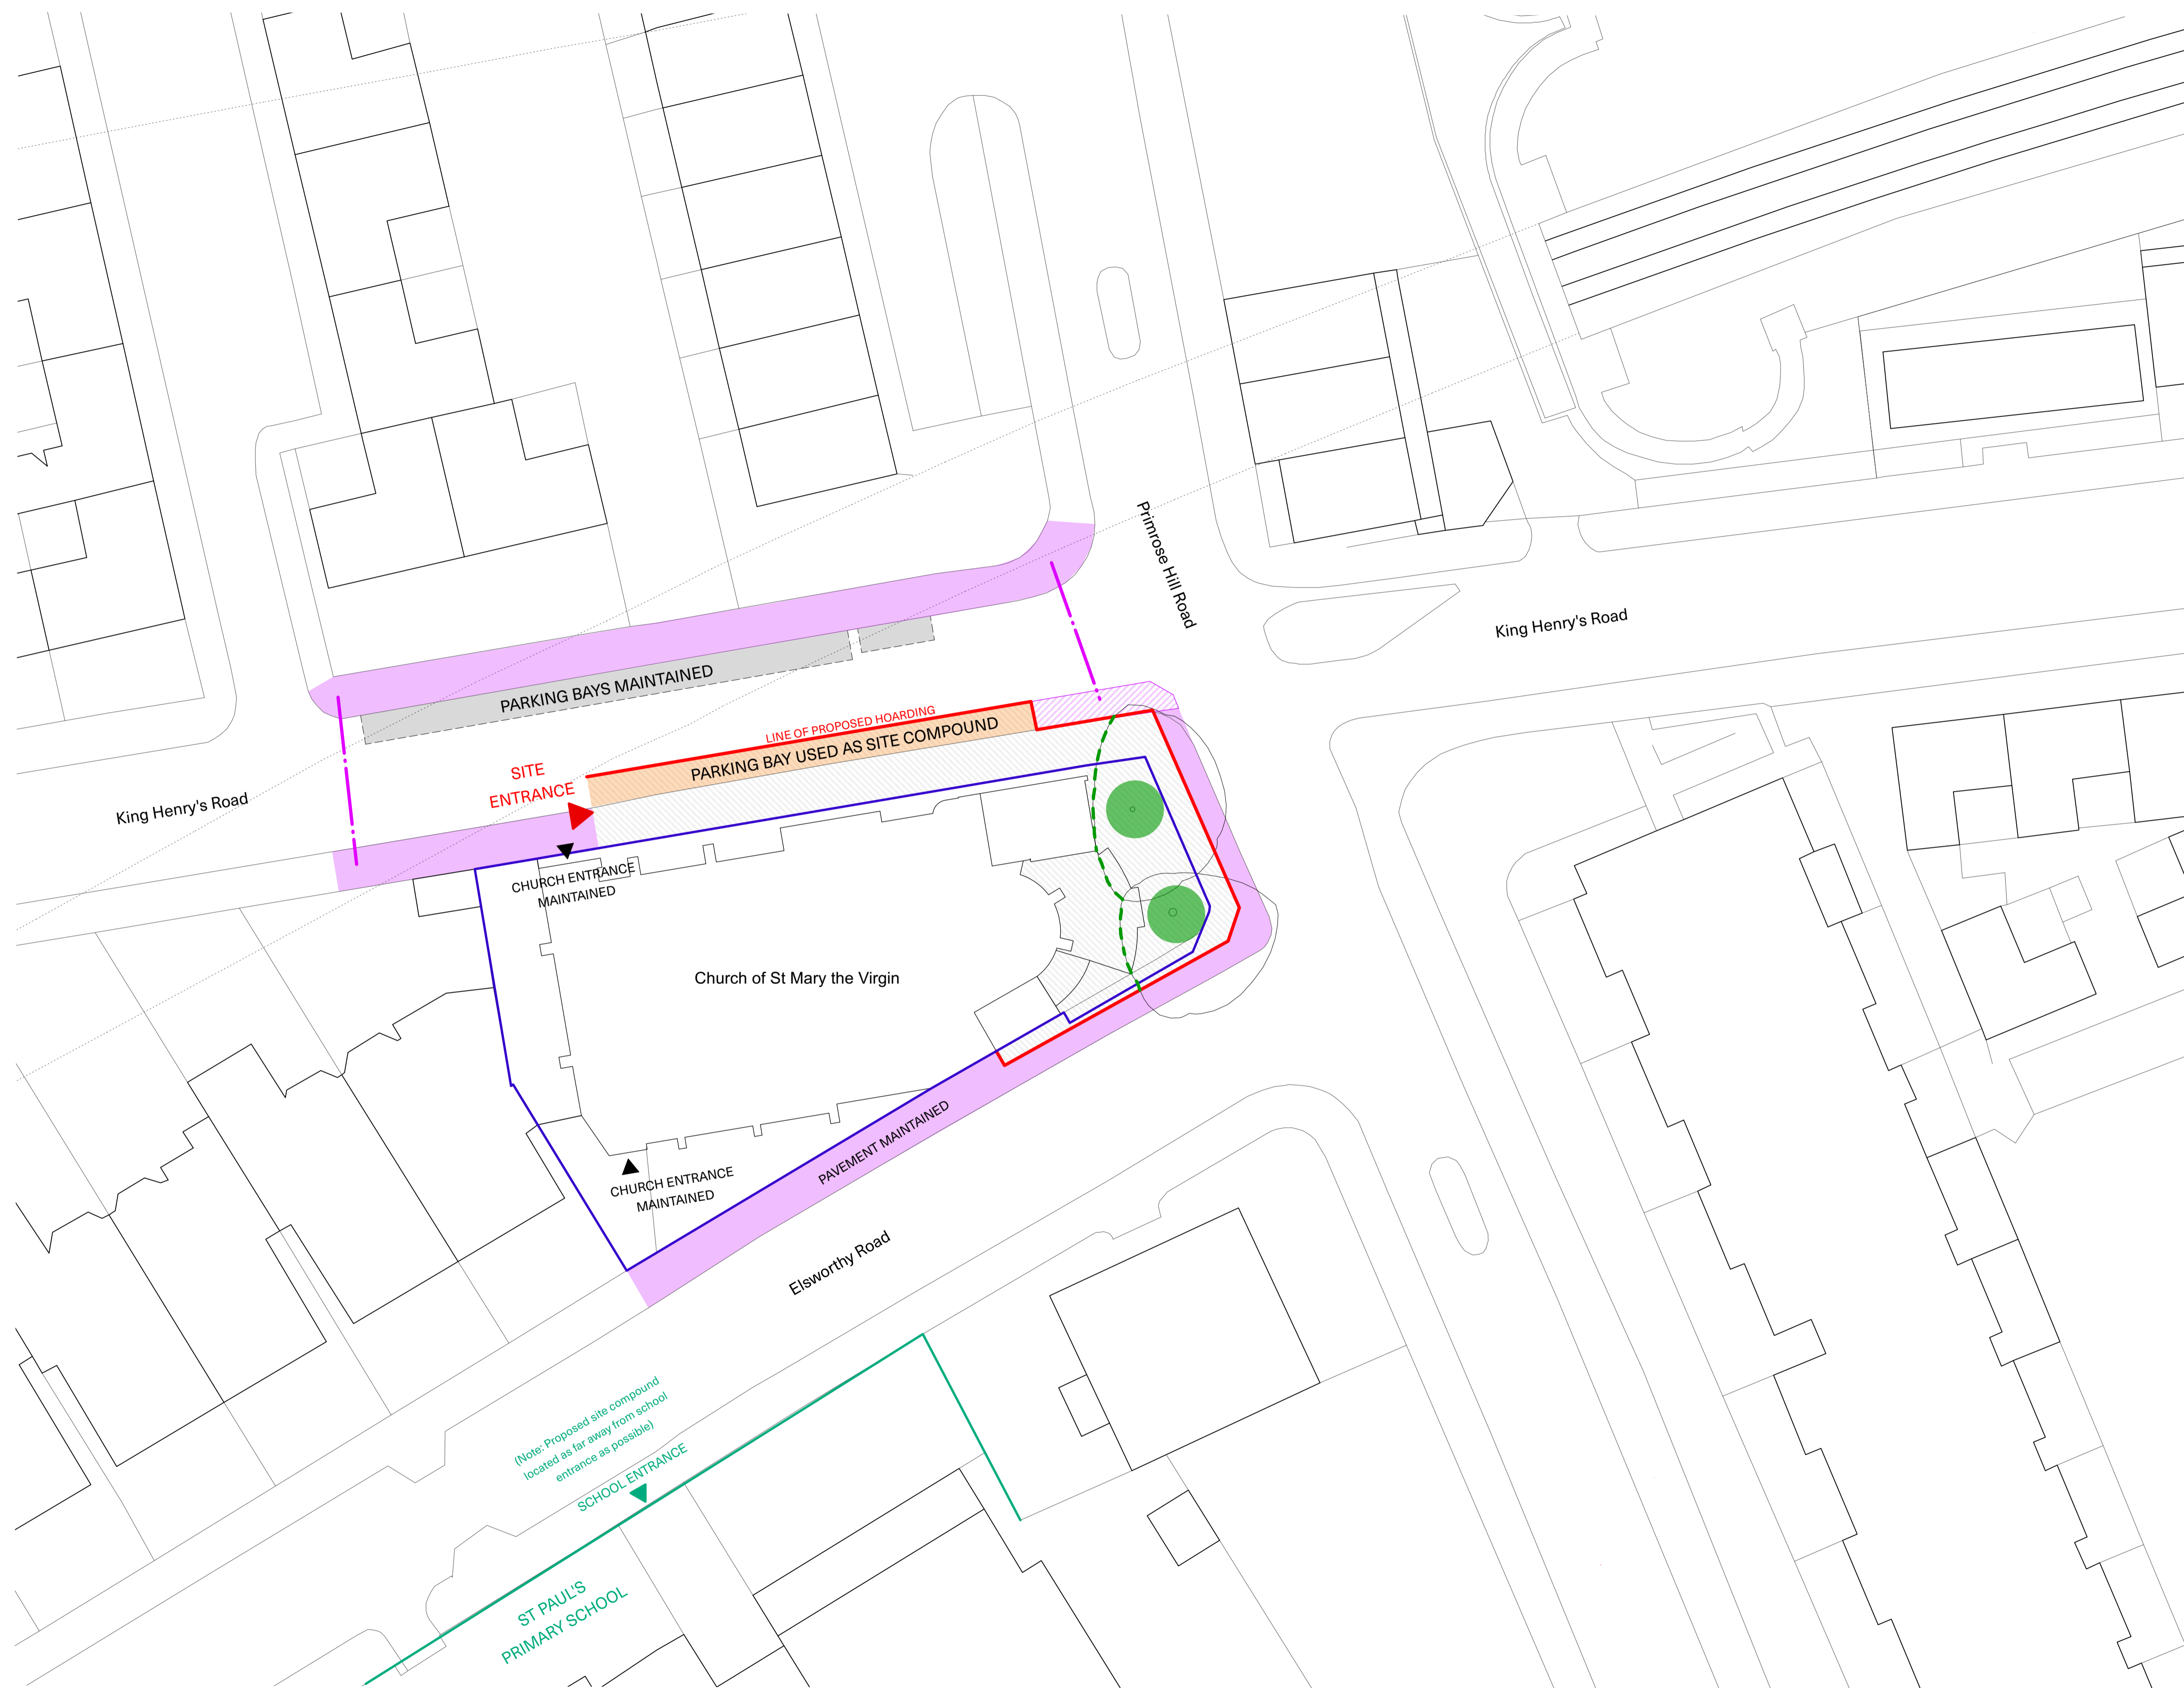 Primrose Hill Road
King Henry's Road
PARKING BAYS MAINTAINED
LINE OF PROPOSED HOARDING
PARKING BAY USED AS SITE COMPOUND
SITE
ENTRANCE
King Henry's Road
CHURCH ENTRANCE
MAINTAINED
Church of St Mary the Virgin
PAVEMENT MAINTAINED
CHURCH ENTRANCE
MAINTAINED
Elsworthy Road
(Note: Proposed site compound
located as far away from school
entrance as possible)
SCHOOL ENTRANCE
ST PAUL'S
PRIMARY SCHOOL